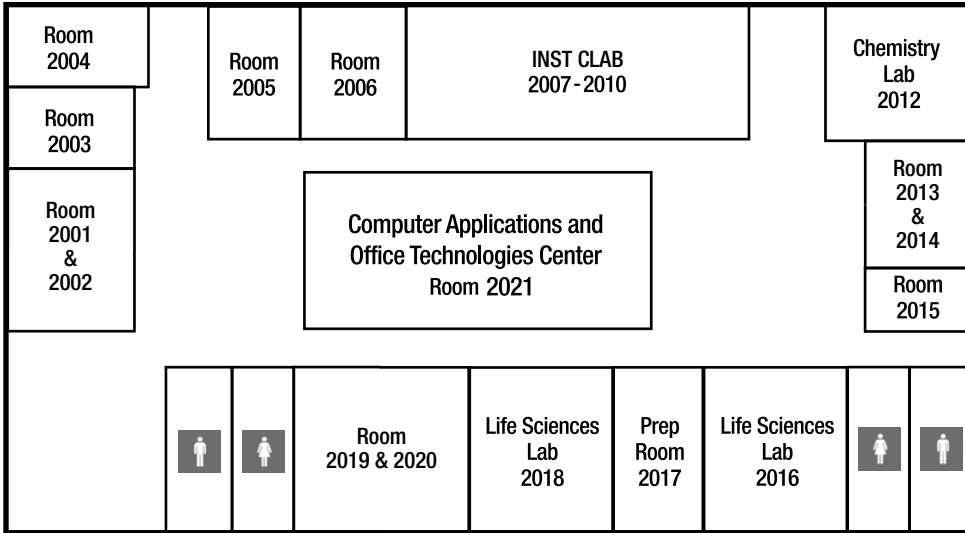 Room
2004
Room
2005
Room
2006
INST CLAB
2007-2010
Chemistry
Lab
2012
Room
2003
Room
2001
&
2002
Computer Applications and
Office Technologies Center
Room 2021
Room
2013
&
2014
Room
2015
Room
2019 & 2020
Life Sciences
Lab
2018
Prep
Room
2017
Life Sciences
Lab
2016